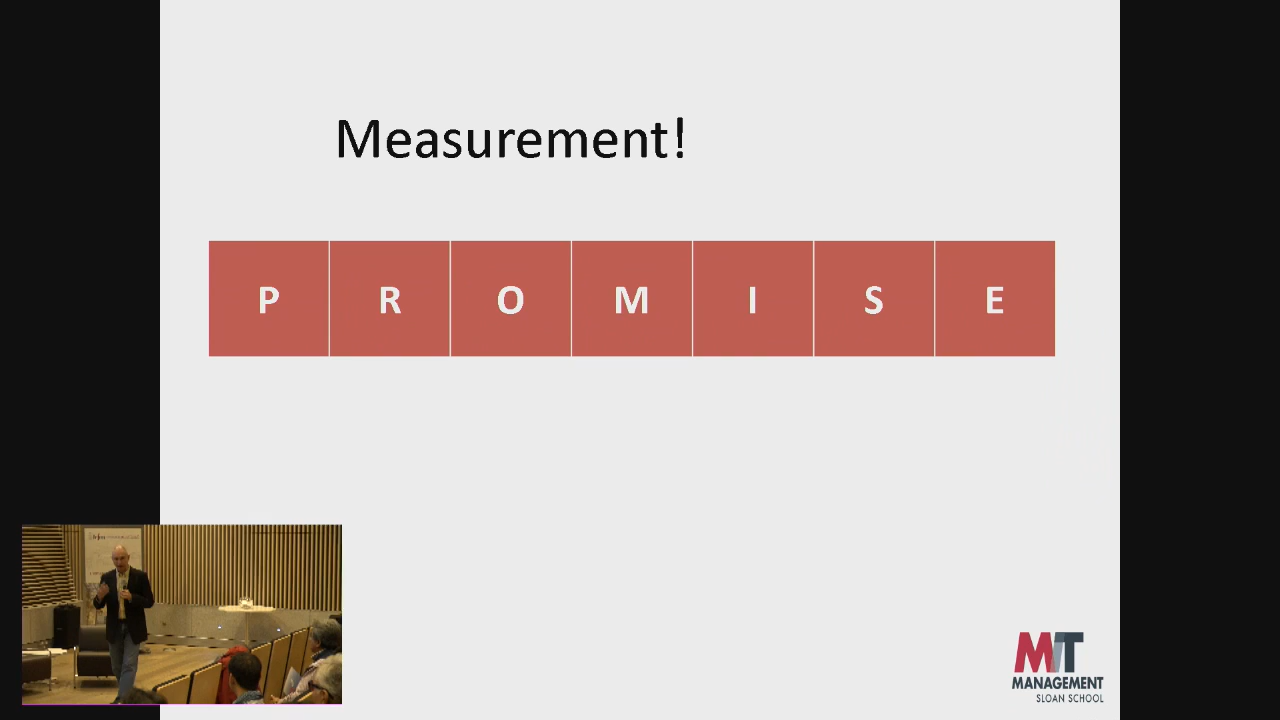 Measurement!
P R O M I S E
MIT
MANAGEMENT
SLOAN SCHOOL